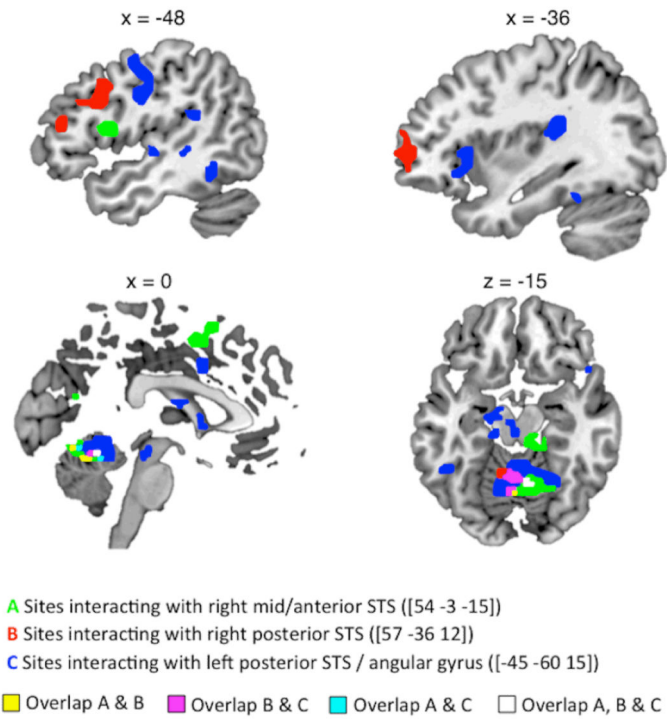 x = -48 x = -36
x = 0 z = -15
A Sites interacting with right mid/anterior STS ([54 -3 -15])
B Sites interacting with right posterior STS ([57 -36 12])
C Sites interacting with left posterior STS / angular gyrus ([-45 -60 15])
Overlap A & B Overlap B & C Overlap A & C Overlap A, B & C